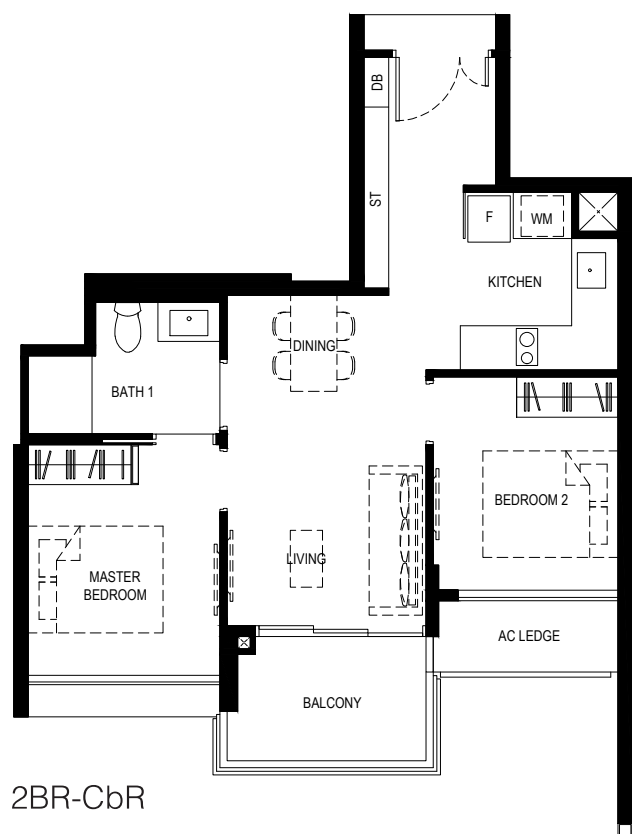 DB
ST
F
WM
KITCHEN
DINING
BATH 1
BEDROOM 2
LIVING
MASTER
BEDROOM
AC LEDGE
BALCONY
2BR-CbR